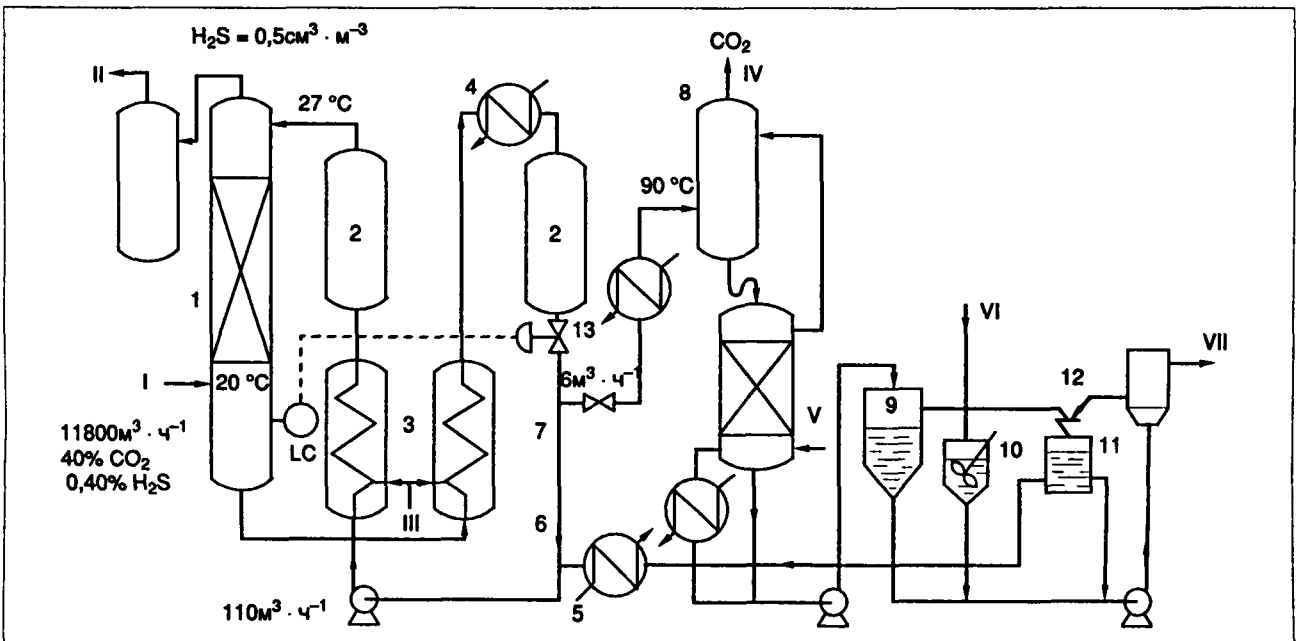 H₂S = 0,5см³ · м⁻³
CO₂
II
4
8
IV
27 °C
90 °C
2
2
1
13
VI
VII
I
20 °C
6м³ · ч⁻¹
12
9
LC
3
7
V
10
11
11800м³ · ч⁻¹
40% CO₂
0,40% H₂S
III
6
110м³ · ч⁻¹
5